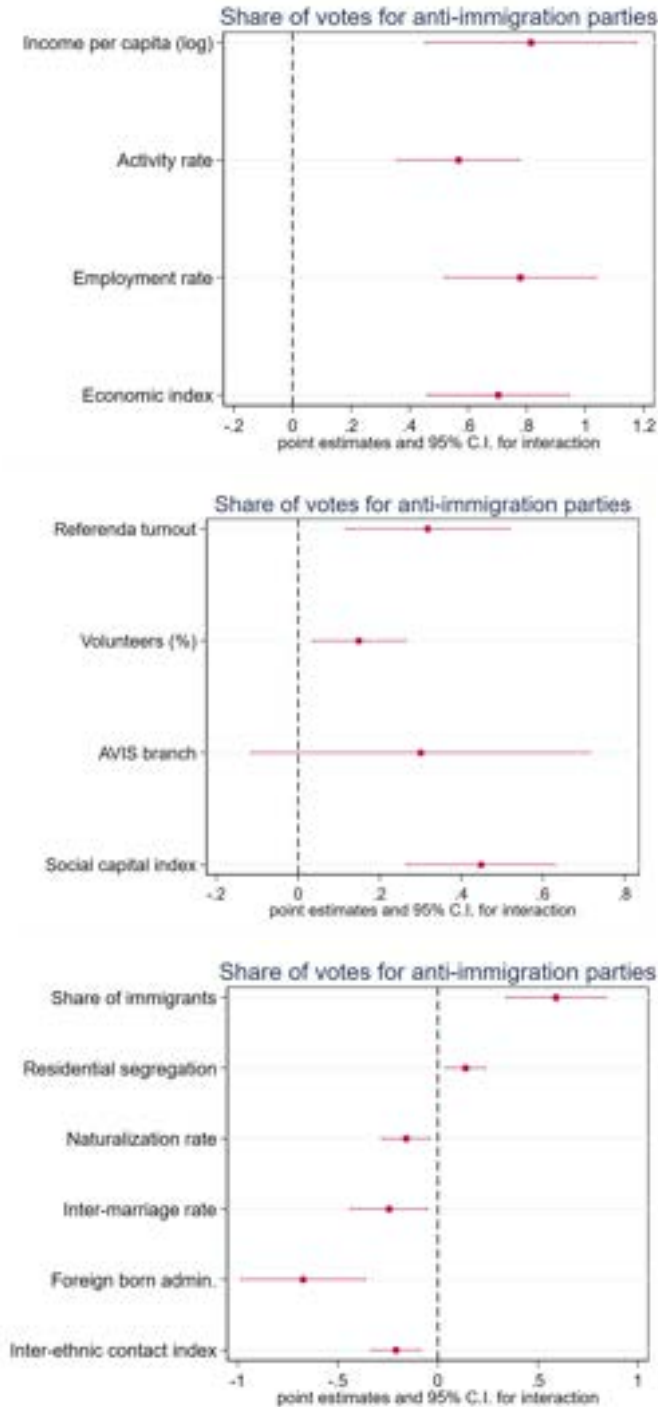 Share of votes for anti-immigration parties
Income per capita (log)
Activity rate
Employment rate
Economic index
-.2 0 .2 .4 .6 .8 1 1.2
point estimates and 95% C.I. for interaction
Share of votes for anti-immigration parties
Referenda turnout
Volunteers (%)
AVIS branch
Social capital index
-.2 0 .2 .4 .6 .8
point estimates and 95% C.I. for interaction
Share of votes for anti-immigration parties
Share of immigrants
Residential segregation
Naturalization rate
Inter-marriage rate
Foreign born admin.
Inter-ethnic contact index
-1 -.5 0 .5 1
point estimates and 95% C.I. for interaction